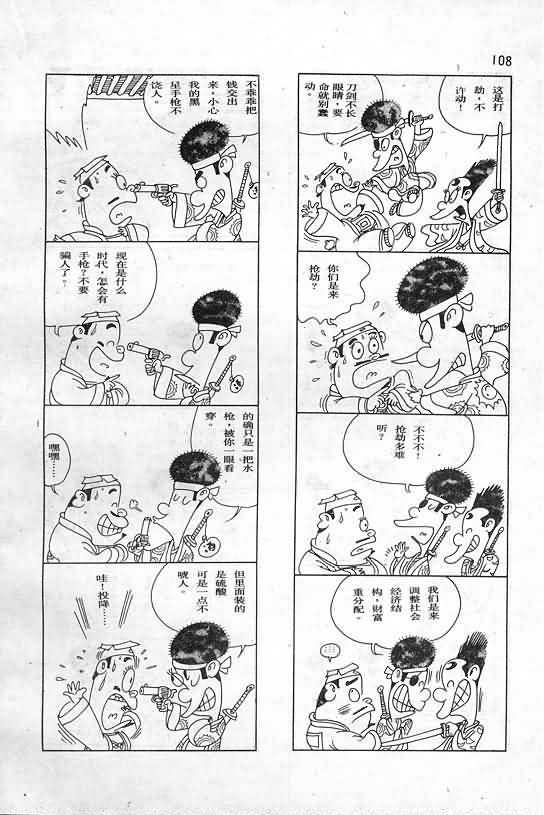 108
这是打
劫，不
许动！
刀剑不长
眼睛，要
命就别蠢
动。
你们是来
抢劫？
不不不！
抢劫多难
听？
我们是来
调整社会
经济结
构，财富
重分配。
不乖乖把
钱交出
来，小心
我的黑
星手枪不
饶人。
现在是什么
时代，怎会有
手枪？不要
骗人了。
的确只是一把水
枪，被你一眼看
穿。
嘿
嘿……
但里面装的
是硫酸
可是一点不
唬人。
哇！投降……